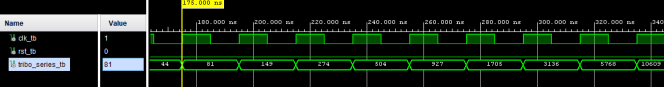 175.000 ns
Name Value
180.000 ns 200.000 ns 220.000 ns 240.000 ns 260.000 ns 280.000 ns 300.000 ns 320.000 ns 340
clk_tb 1
rst_tb 0
tribo_series_tb 81 44 81 149 274 504 927 1705 3136 5768 10609